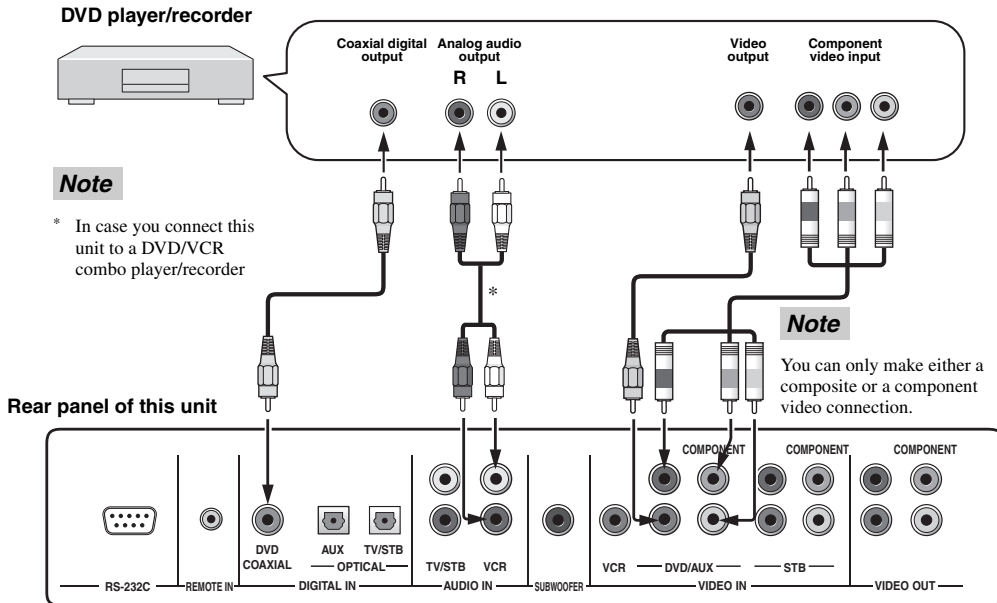 DVD player/recorder
Coaxial digital output
Analog audio output
R L
Video output
Component video input
Note
* In case you connect this
unit to a DVD/VCR
combo player/recorder
*
Note
You can only make either a
composite or a component
video connection.
Rear panel of this unit
COMPONENT COMPONENT COMPONENT
DVD COAXIAL
AUX TV/STB
OPTICAL
TV/STB VCR
VCR DVD/AUX STB
RS-232C REMOTE IN DIGITAL IN AUDIO IN SUBWOOFER VIDEO IN VIDEO OUT